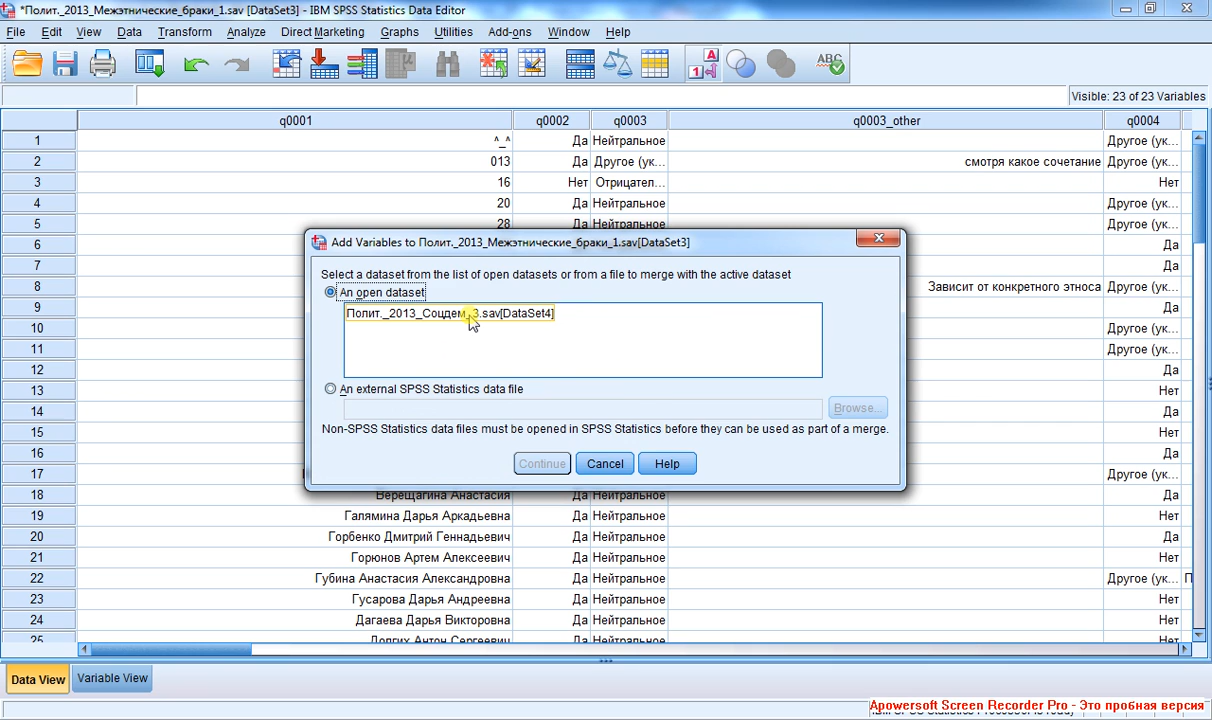 *Полит._2013_Межэтнические_браки_1.sav [DataSet3] - IBM SPSS Statistics Data Editor
File Edit View Data Transform Analyze Direct Marketing Graphs Utilities Add-ons Window Help
Visible: 23 of 23 Variables
q0001 q0002 q0003 q0003_other q0004
1 ^_^ Да Нейтральное Другое (ук...
2 013 Да Другое (ук... смотря какое сочетание Другое (ук...
3 16 Нет Отрицател... Нет
4 20 Да Нейтральное Другое (ук...
5 28 Да Нейтральное Другое (ук...
6 Да
7 Да
8 Зависит от конкретного этноса Другое (ук...
9 Да
10 Другое (ук...
11 Другое (ук...
12 Да
13 Нет
14 Да
15 Нет
16 Да
17 Другое (ук...
18 Верещагина Анастасия Да Нейтральное Да
19 Галямина Дарья Аркадьевна Да Нейтральное Нет
20 Горбенко Дмитрий Геннадьевич Да Нейтральное Да
21 Горюнов Артем Алексеевич Да Нейтральное Нет
22 Губина Анастасия Александровна Да Нейтральное Другое (ук... П
23 Гусарова Дарья Андреевна Да Нейтральное Нет
24 Дагаева Дарья Викторовна Да Нейтральное Нет
25 Долгих Антон Сергеевич Да Нейтральное Нет
Add Variables to Полит._2013_Межэтнические_браки_1.sav[DataSet3]
Select a dataset from the list of open datasets or from a file to merge with the active dataset
An open dataset
Полит._2013_Соцдем_3.sav[DataSet4]
An external SPSS Statistics data file
Browse...
Non-SPSS Statistics data files must be opened in SPSS Statistics before they can be used as part of a merge.
Continue Cancel Help
Data View Variable View
Apowersoft Screen Recorder Pro - Это пробная версия